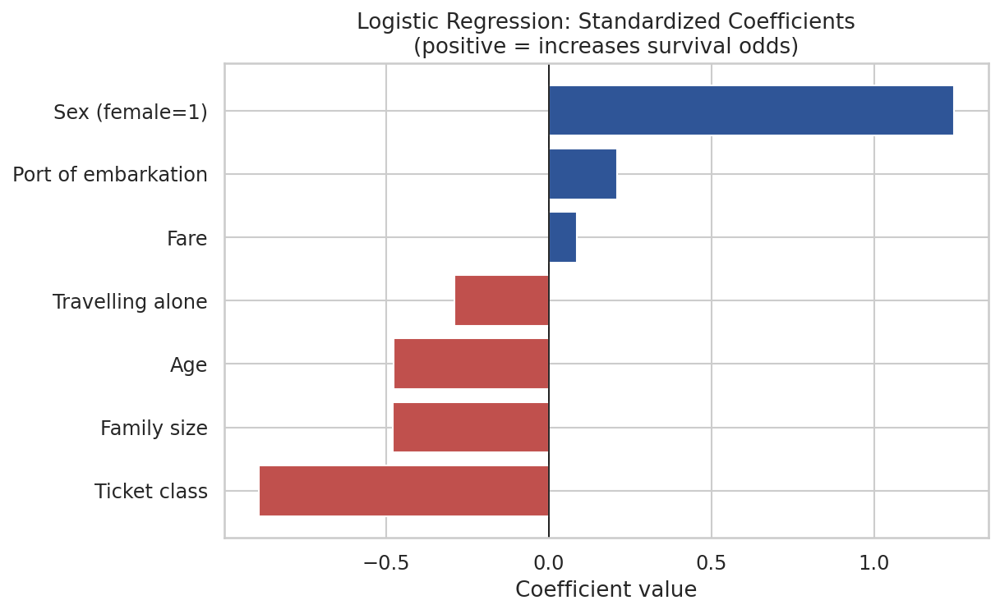 Logistic Regression: Standardized Coefficients
(positive = increases survival odds)
Sex (female=1)
Port of embarkation
Fare
Travelling alone
Age
Family size
Ticket class
−0.5
0.0
0.5
1.0
Coefficient value